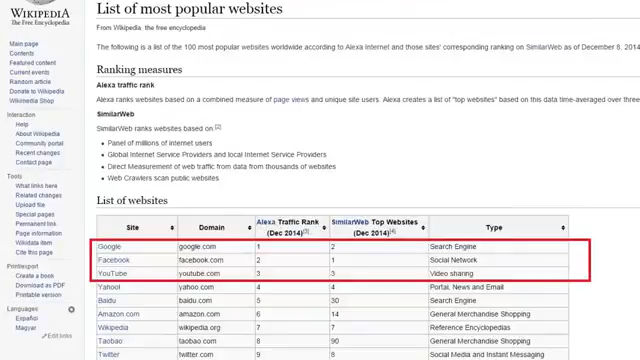 WIKIPEDIA
The Free Encyclopedia
Main page
Contents
Featured content
Current events
Random article
Donate to Wikipedia
Wikipedia Shop
Interaction
Help
About Wikipedia
Community portal
Recent changes
Contact page
Tools
What links here
Related changes
Upload file
Special pages
Permanent link
Page information
Wikidata item
Cite this page
Print/export
Create a book
Download as PDF
Printable version
Languages
Español
Magyar
Edit links
List of most popular websites
From Wikipedia, the free encyclopedia
The following is a list of the 100 most popular websites worldwide according to Alexa Internet and those sites' corresponding ranking on SimilarWeb as of December 8, 2014
Ranking measures
Alexa traffic rank
Alexa ranks websites based on a combined measure of page views and unique site users. Alexa creates a list of "top websites" based on this data time-averaged over three
SimilarWeb
SimilarWeb ranks websites based on [2]
• Panel of millions of internet users
• Global Internet Service Providers and local Internet Service Providers
• Direct Measurement of web traffic from data from thousands of websites
• Web Crawlers scan public websites
List of websites
Site Domain Alexa Traffic Rank (Dec 2014)[3] SimilarWeb Top Websites (Dec 2014)[4] Type
Google google.com 1 2 Search Engine
Facebook facebook.com 2 1 Social Network
YouTube youtube.com 3 3 Video sharing
Yahoo! yahoo.com 4 4 Portal, News and Email
Baidu baidu.com 5 30 Search Engine
Amazon.com amazon.com 6 14 General Merchandise Shopping
Wikipedia wikipedia.org 7 7 Reference Encyclopedias
Taobao taobao.com 8 90 General Merchandise Shopping
Twitter twitter.com 9 8 Social Media and Instant Messaging